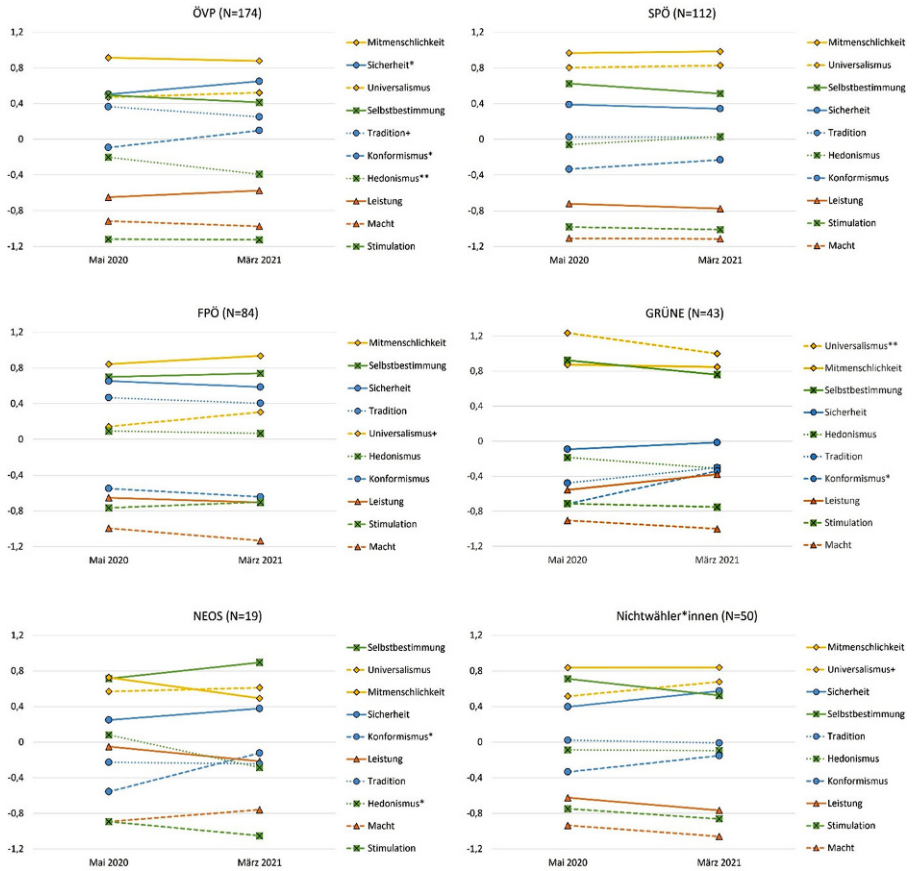 ÖVP (N=174)
1,2
0,8
0,4
0
-0,4
-0,8
-1,2
Mai 2020
März 2021
Mitmenschlichkeit
Sicherheit*
Universalismus
Selbstbestimmung
Tradition+
Konformismus*
Hedonismus**
Leistung
Macht
Stimulation
SPÖ (N=112)
1,2
0,8
0,4
0
-0,4
-0,8
-1,2
Mai 2020
März 2021
Mitmenschlichkeit
Universalismus
Selbstbestimmung
Sicherheit
Tradition
Hedonismus
Konformismus
Leistung
Stimulation
Macht
FPÖ (N=84)
1,2
0,8
0,4
0
-0,4
-0,8
-1,2
Mai 2020
März 2021
Mitmenschlichkeit
Selbstbestimmung
Sicherheit
Tradition
Universalismus+
Hedonismus
Konformismus
Leistung
Stimulation
Macht
GRÜNE (N=43)
1,2
0,8
0,4
0
-0,4
-0,8
-1,2
Mai 2020
März 2021
Universalismus**
Mitmenschlichkeit
Selbstbestimmung
Sicherheit
Hedonismus
Tradition
Konformismus*
Leistung
Stimulation
Macht
NEOS (N=19)
1,2
0,8
0,4
0
-0,4
-0,8
-1,2
Mai 2020
März 2021
Selbstbestimmung
Universalismus
Mitmenschlichkeit
Sicherheit
Konformismus*
Leistung
Tradition
Hedonismus*
Macht
Stimulation
Nichtwähler*innen (N=50)
1,2
0,8
0,4
0
-0,4
-0,8
-1,2
Mai 2020
März 2021
Mitmenschlichkeit
Universalismus+
Sicherheit
Selbstbestimmung
Tradition
Hedonismus
Konformismus
Leistung
Stimulation
Macht